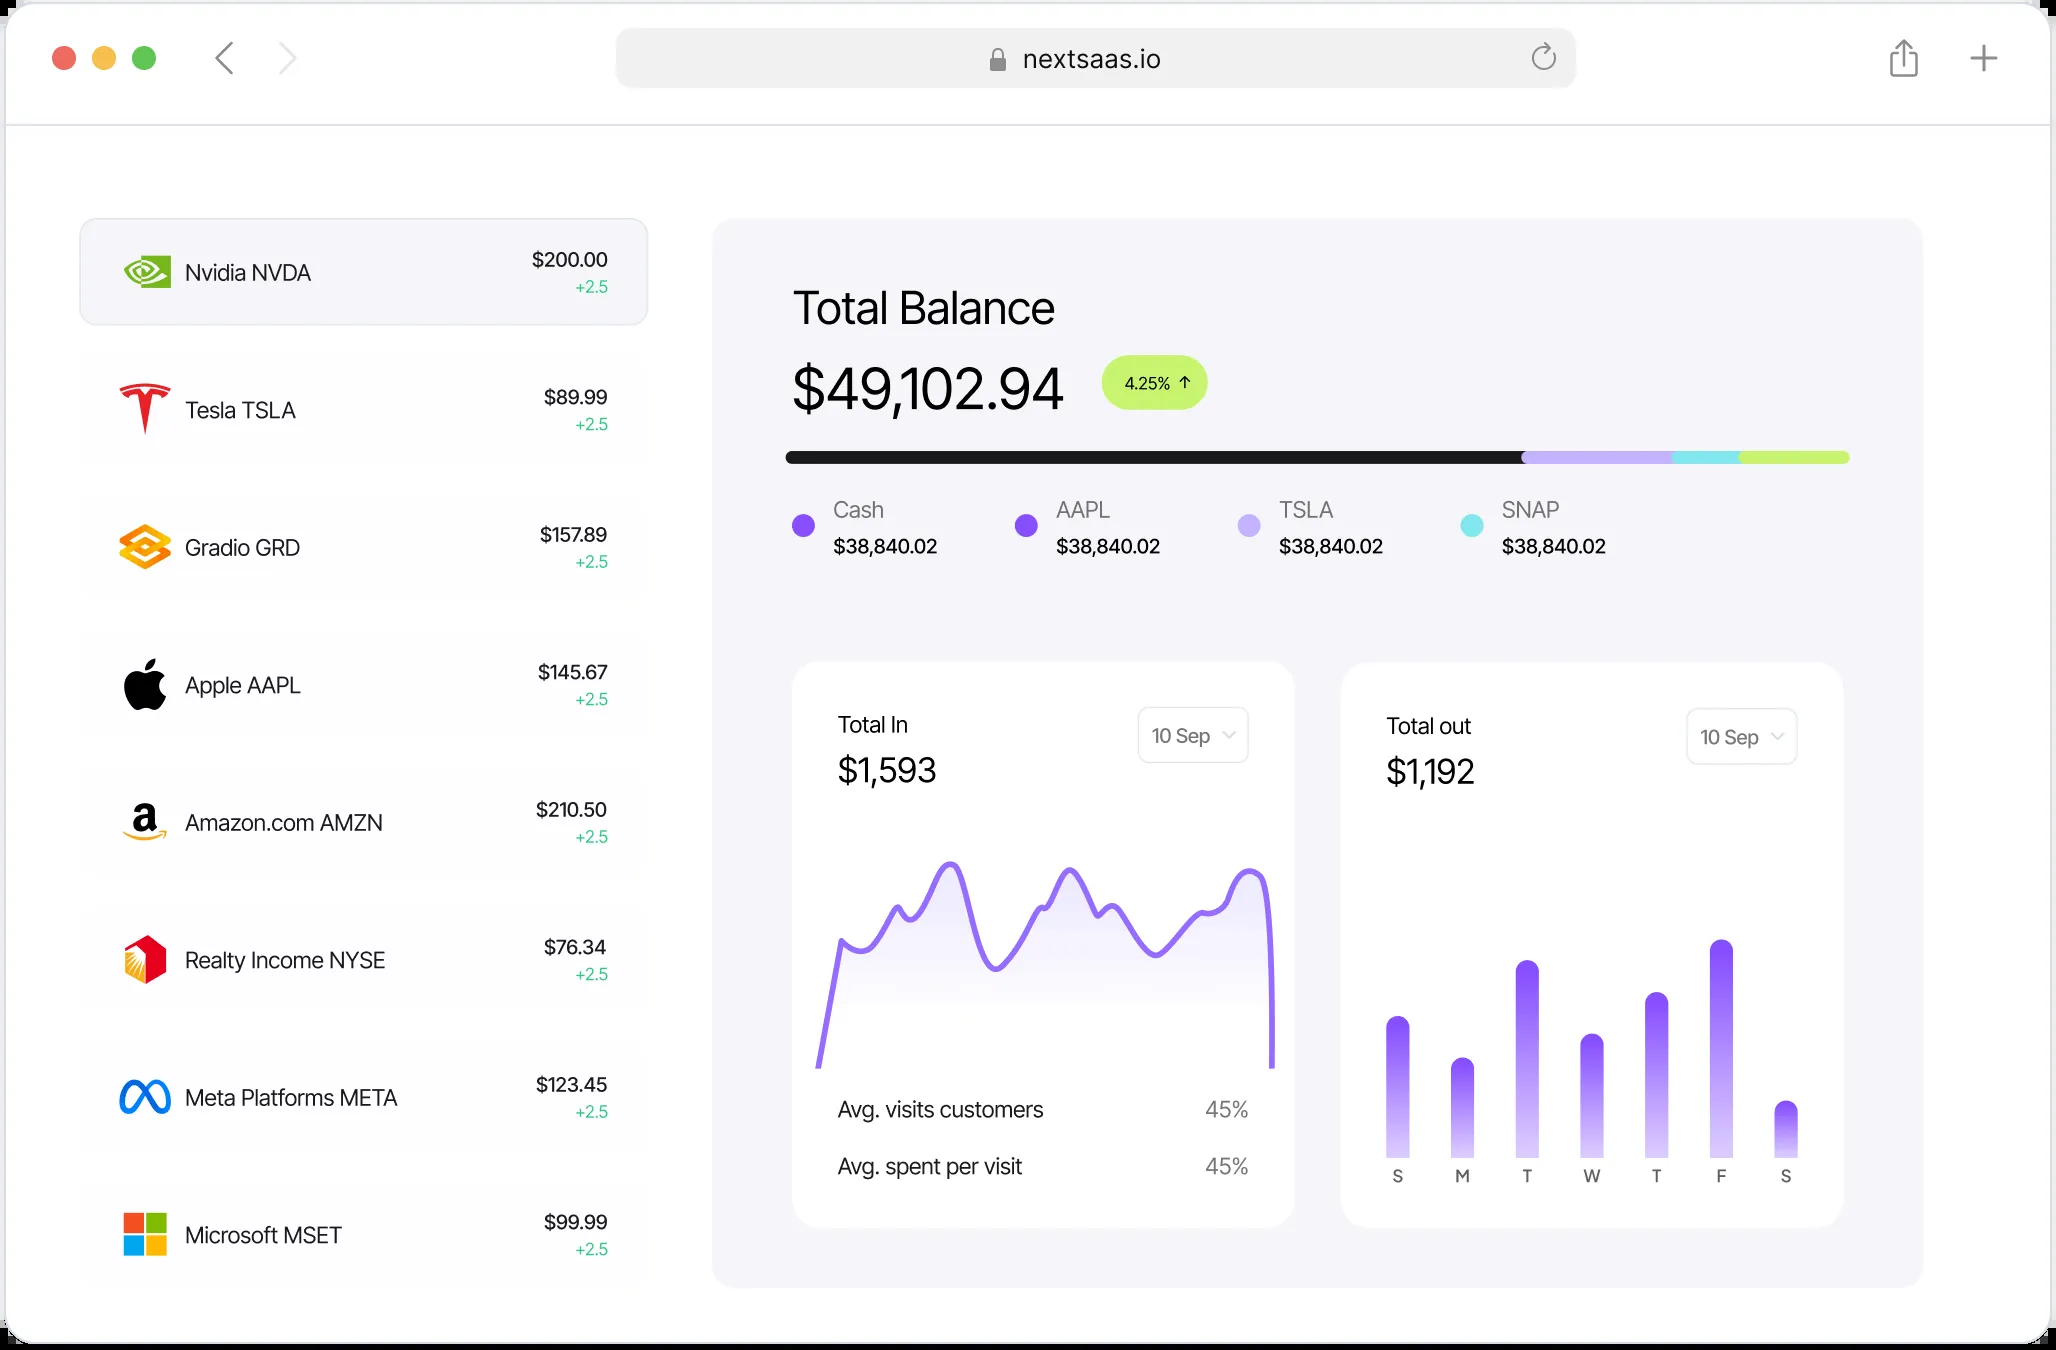 nextsaas.io
Nvidia NVDA
$200.00
+2.5
Tesla TSLA
$89.99
+2.5
Gradio GRD
$157.89
+2.5
Apple AAPL
$145.67
+2.5
Amazon.com AMZN
$210.50
+2.5
Realty Income NYSE
$76.34
+2.5
Meta Platforms META
$123.45
+2.5
Microsoft MSET
$99.99
+2.5
Total Balance
$49,102.94
4.25% ↑
Cash
$38,840.02
AAPL
$38,840.02
TSLA
$38,840.02
SNAP
$38,840.02
Total In
$1,593
10 Sep
Avg. visits customers 45%
Avg. spent per visit 45%
Total out
$1,192
10 Sep
S M T W T F S